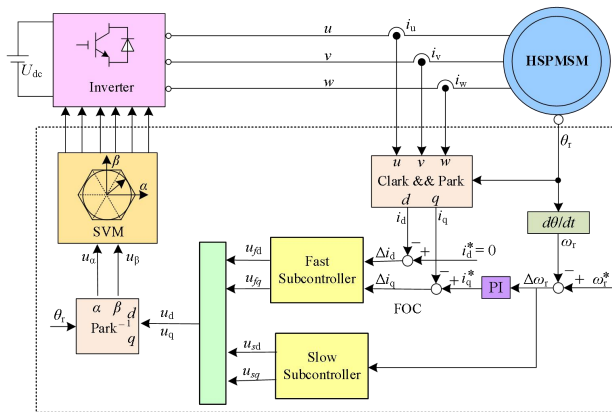 u
i_u
v
i_v
w
i_w
HSPMSM
U_dc
Inverter
θ_r
β
α
SVM
u v w
Clark && Park
d q
dθ/dt
i_d
i_q
ω_r
u_α
u_β
u_fd
u_fq
Fast
Subcontroller
Δi_d
− +
i_d^*=0
Δi_q
− +
i_q^*
PI
Δω_r
− +
ω_r^*
FOC
θ_r
α β d
q
Park^-1
u_d
u_q
u_sd
u_sq
Slow
Subcontroller